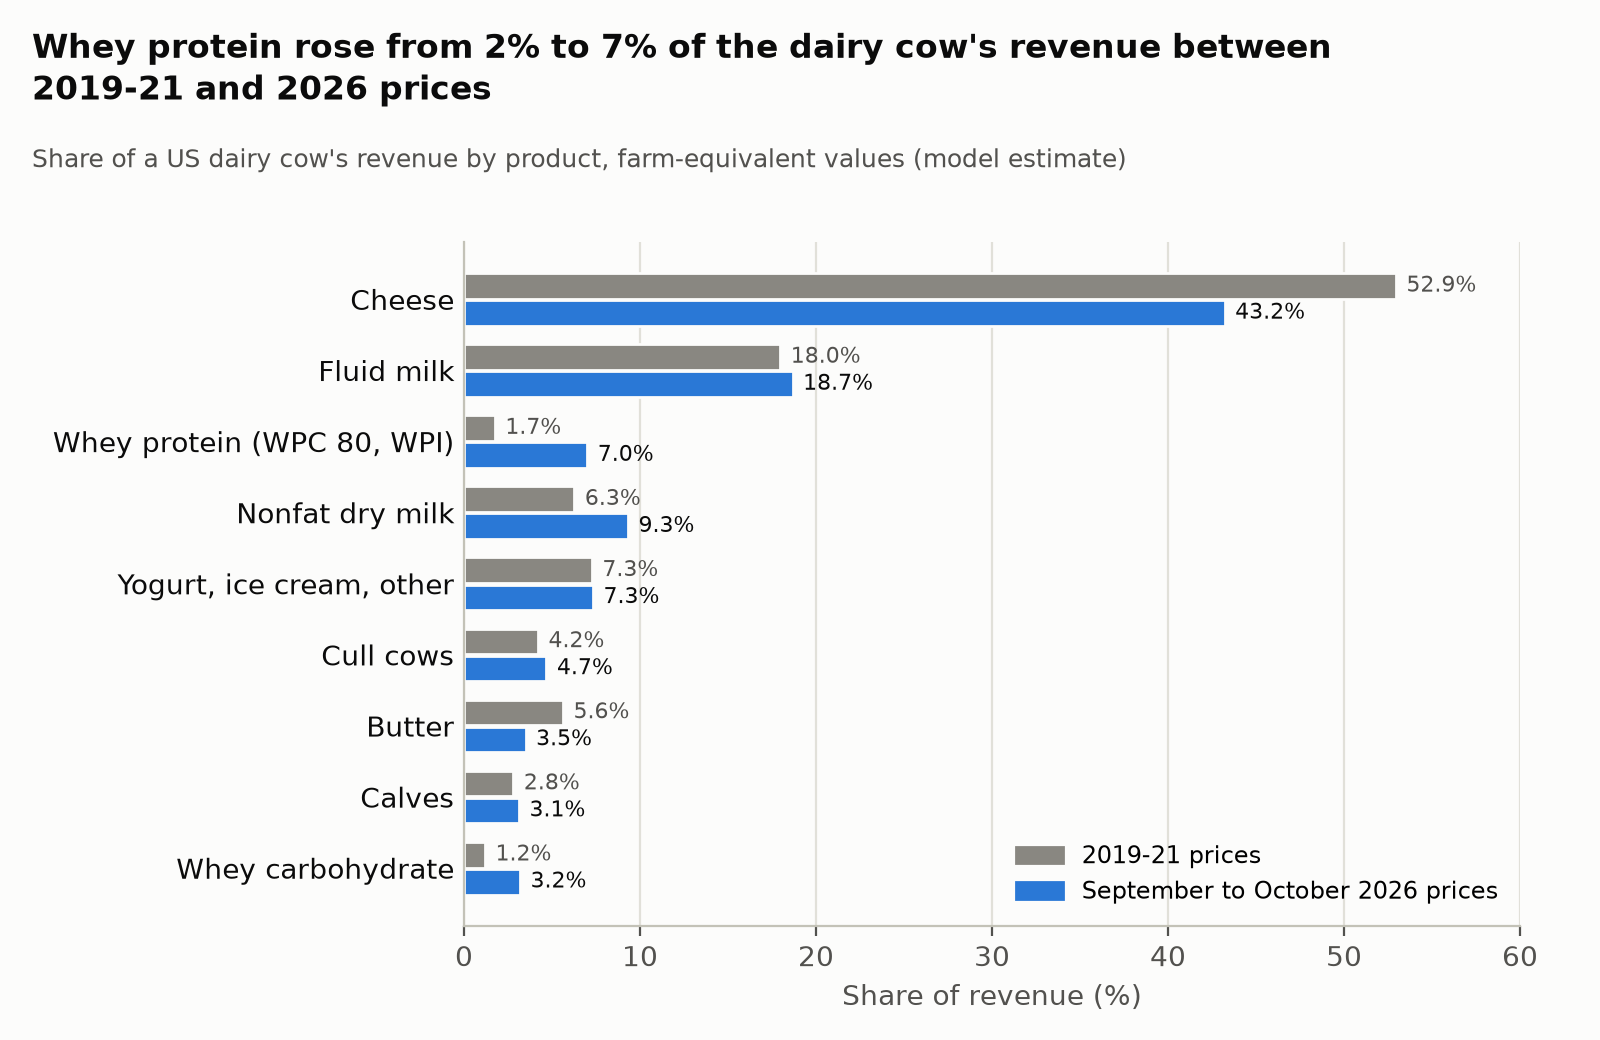 Whey protein rose from 2% to 7% of the dairy cow's revenue between
2019-21 and 2026 prices
Share of a US dairy cow's revenue by product, farm-equivalent values (model estimate)
Cheese
52.9%
43.2%
Fluid milk
18.0%
18.7%
Whey protein (WPC 80, WPI)
1.7%
7.0%
Nonfat dry milk
6.3%
9.3%
Yogurt, ice cream, other
7.3%
7.3%
Cull cows
4.2%
4.7%
Butter
5.6%
3.5%
Calves
2.8%
3.1%
Whey carbohydrate
1.2%
3.2%
2019-21 prices
September to October 2026 prices
0 10 20 30 40 50 60
Share of revenue (%)